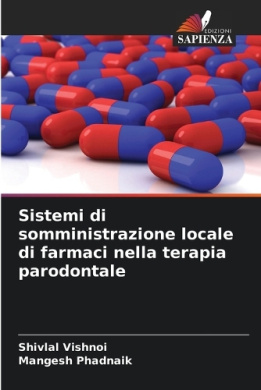 EDIZIONI
SAPIENZA
Sistemi di
somministrazione locale
di farmaci nella terapia
parodontale
Shivlal Vishnoi
Mangesh Phadnaik